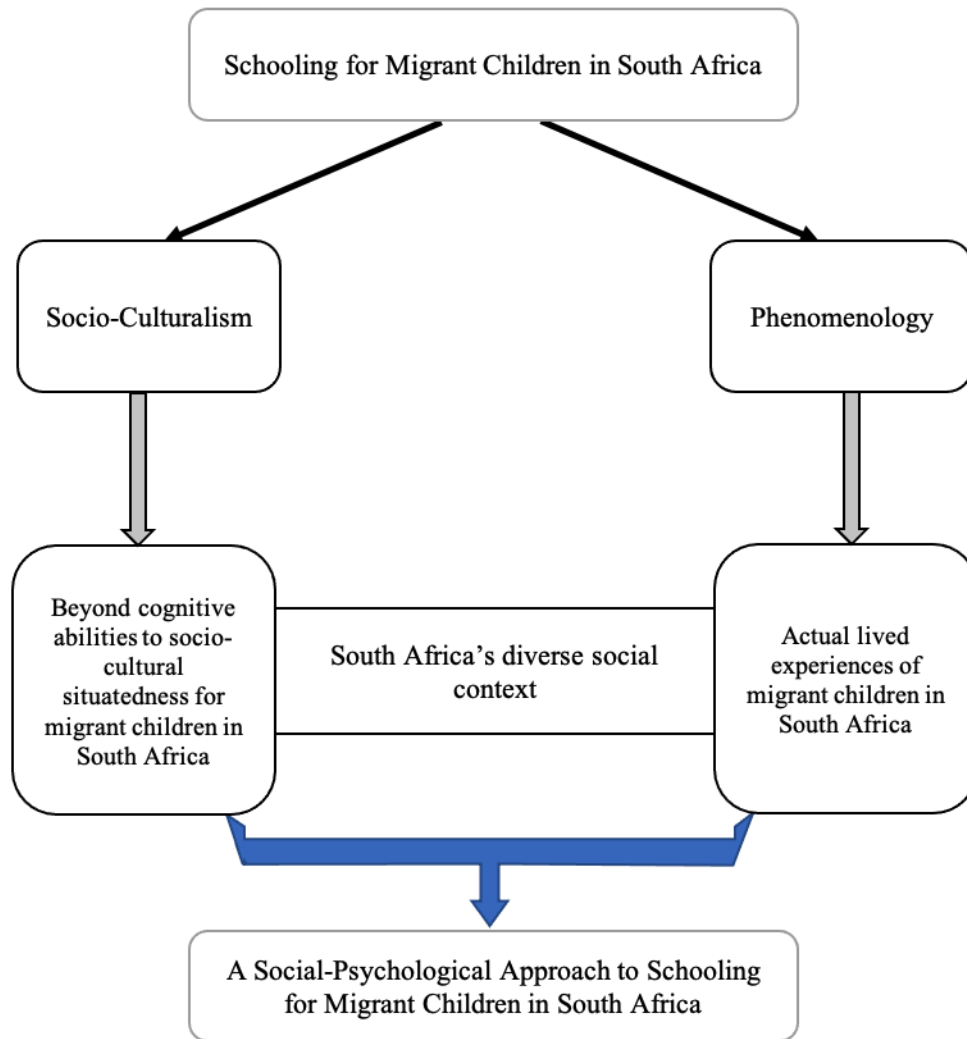 Schooling for Migrant Children in South Africa
Socio-Culturalism
Phenomenology
Beyond cognitive
abilities to socio-
cultural
situatedness for
migrant children in
South Africa
South Africa’s diverse social
context
Actual lived
experiences of
migrant children in
South Africa
A Social-Psychological Approach to Schooling
for Migrant Children in South Africa